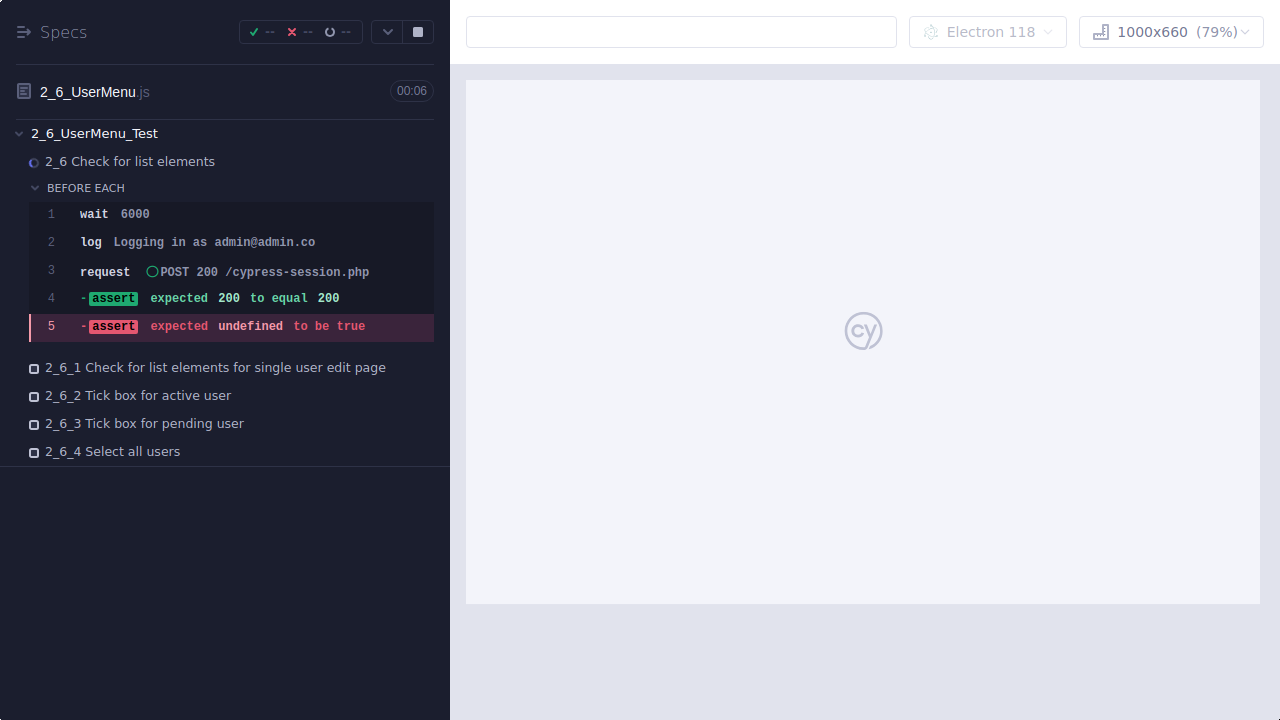 Specs
-- -- --
2_6_UserMenu.js
00:06
2_6_UserMenu_Test
2_6 Check for list elements
BEFORE EACH
1 wait 6000
2 log Logging in as admin@admin.co
3 request POST 200 /cypress-session.php
4 -assert expected 200 to equal 200
5 -assert expected undefined to be true
2_6_1 Check for list elements for single user edit page
2_6_2 Tick box for active user
2_6_3 Tick box for pending user
2_6_4 Select all users
Electron 118
1000x660 (79%)
cy